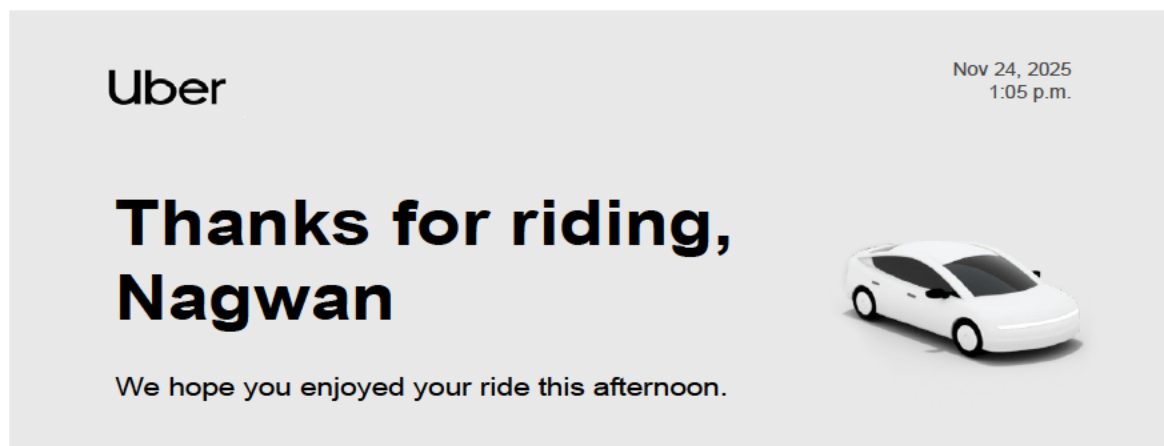 Uber
Nov 24, 2025
1:05 p.m.
Thanks for riding,
Nagwan
We hope you enjoyed your ride this afternoon.